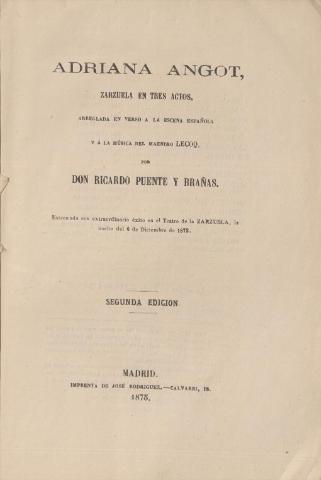 ADRIANA ANGOT,
ZARZUELA EN TRES ACTOS,
ARREGLADA EN VERSO A LA ESCENA ESPAÑOLA
Y Á LA MÚSICA DEL MAESTRO LECOQ,
POR
DON RICARDO PUENTE Y BRAÑAS.
Estrenada con extraordinario éxito en el Teatro de la ZARZUELA, la
noche del 6 de Diciembre de 1873.
SEGUNDA EDICION
MADRID.
IMPRENTA DE JOSÉ RODRIGUEZ.—CALVARIO, 18.
1875.